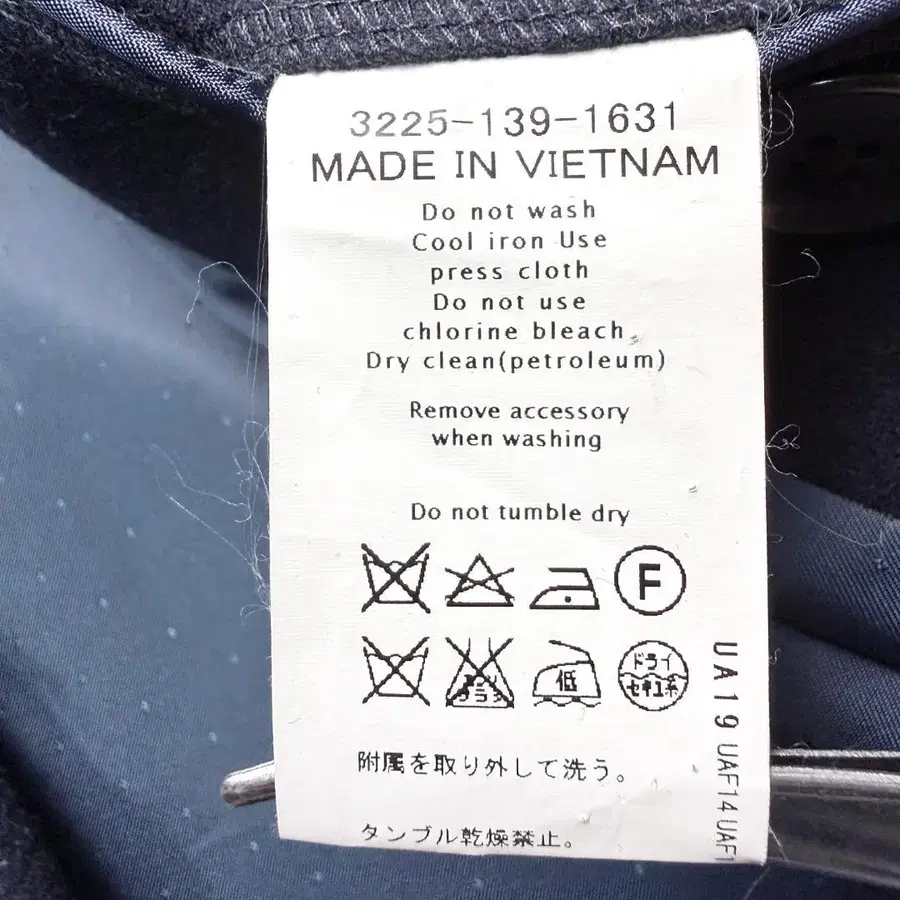 3225-139-1631
MADE IN VIETNAM
Do not wash
Cool iron Use
press cloth
Do not use
chlorine bleach
Dry clean(petroleum)
Remove accessory
when washing
Do not tumble dry
F
低
ドライ
セキユ系
附属を取り外して洗う。
タンブル乾燥禁止。
UA19 UAF14 UAF1